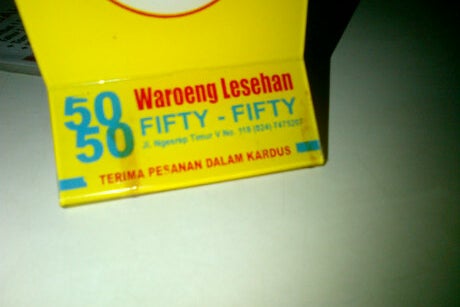 50
50
Waroeng Lesehan
FIFTY - FIFTY
Jl. Ngesrep Timur V No. 118 (024) 7475207
TERIMA PESANAN DALAM KARDUS